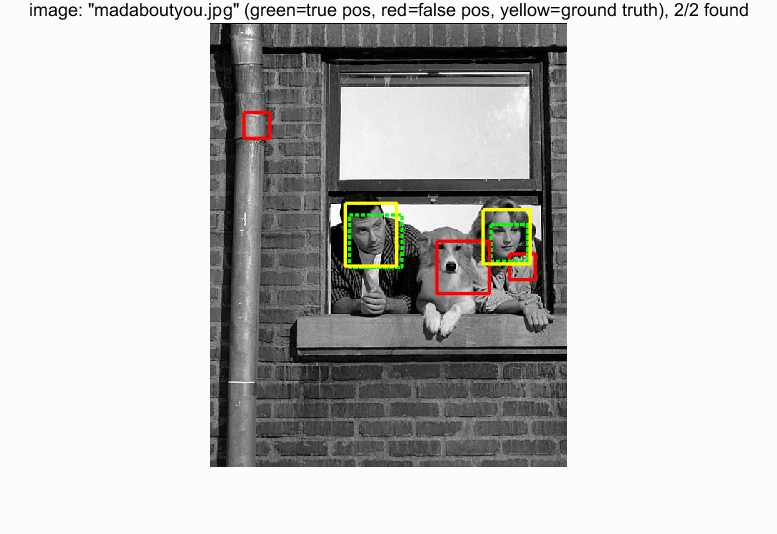 image: "madaboutyou.jpg" (green=true pos, red=false pos, yellow=ground truth), 2/2 found